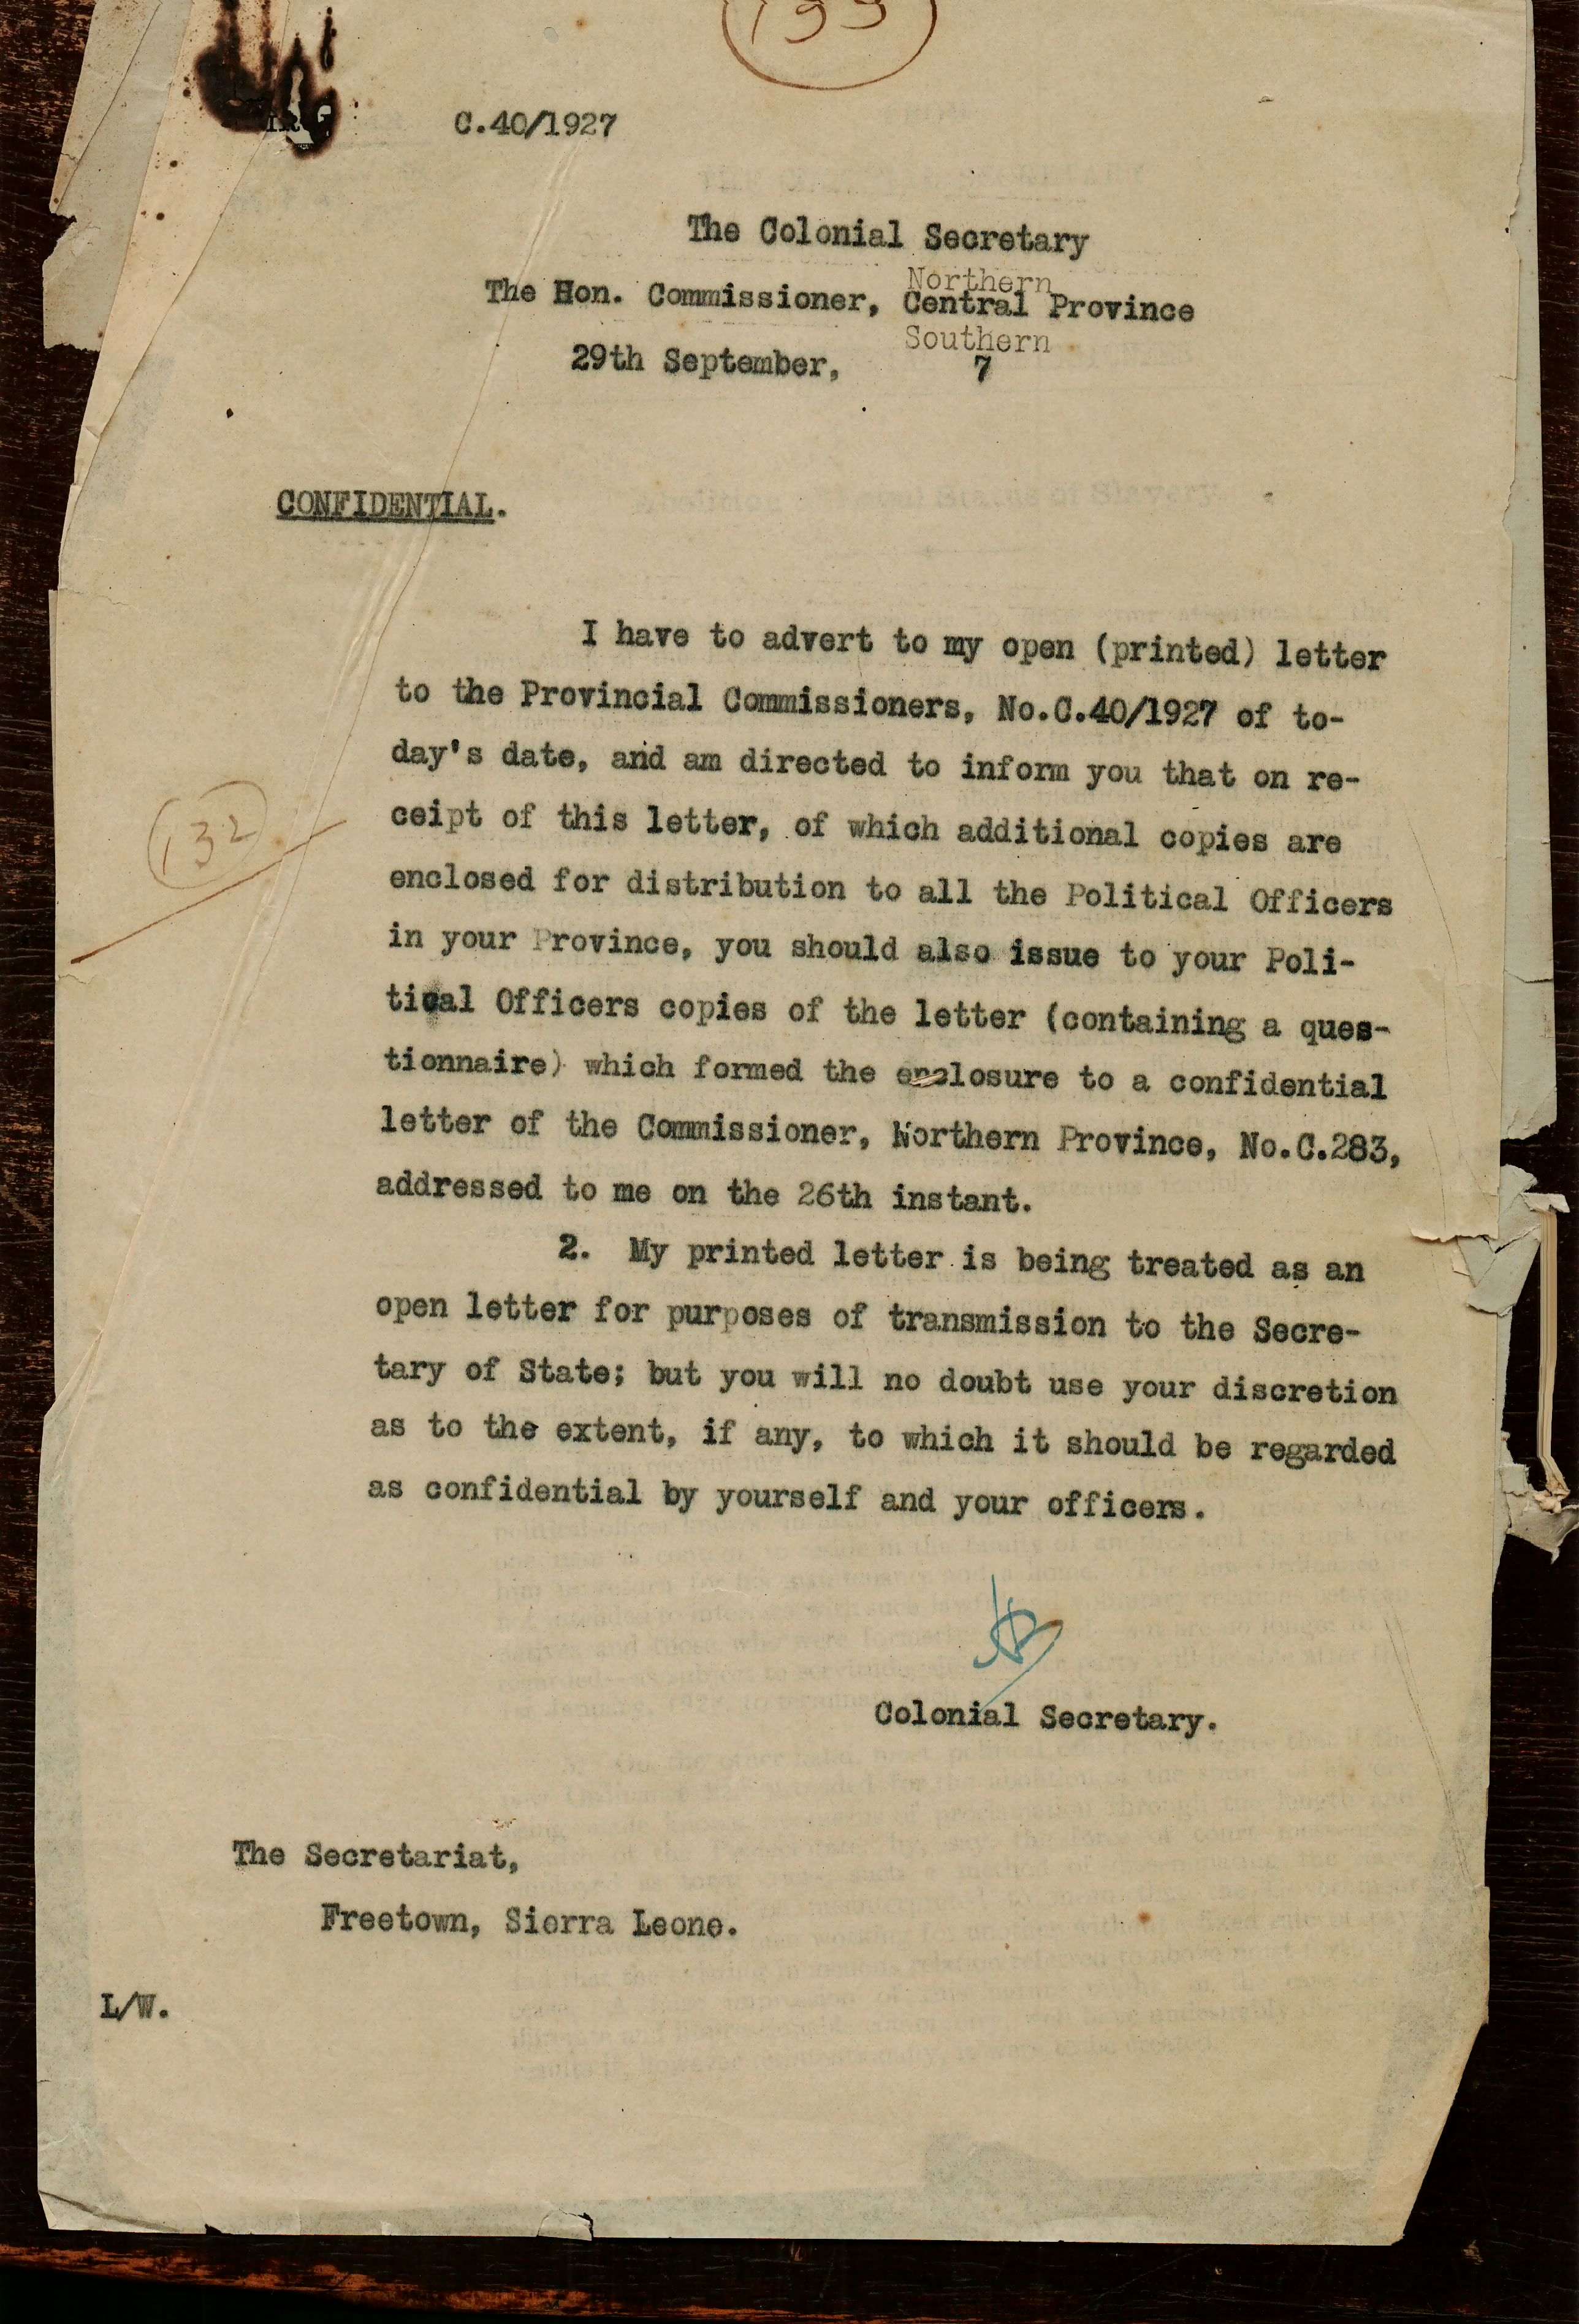 C.40/1927
The Colonial Secretary
Northern
The Hon. Commissioner, Central Province
Southern
29th September, 7
CONFIDENTIAL.
I have to advert to my open (printed) letter
to the Provincial Commissioners, No.C.40/1927 of to-
day's date, and am directed to inform you that on re-
ceipt of this letter, of which additional copies are
132
enclosed for distribution to all the Political Officers
in your Province, you should also issue to your Poli-
tical Officers copies of the letter (containing a ques-
tionnaire) which formed the enclosure to a confidential
letter of the Commissioner, Northern Province, No.C.283,
addressed to me on the 26th instant.
2. My printed letter is being treated as an
open letter for purposes of transmission to the Secre-
tary of State; but you will no doubt use your discretion
as to the extent, if any, to which it should be regarded
as confidential by yourself and your officers.
Colonial Secretary.
The Secretariat,
Freetown, Sierra Leone.
L/W.